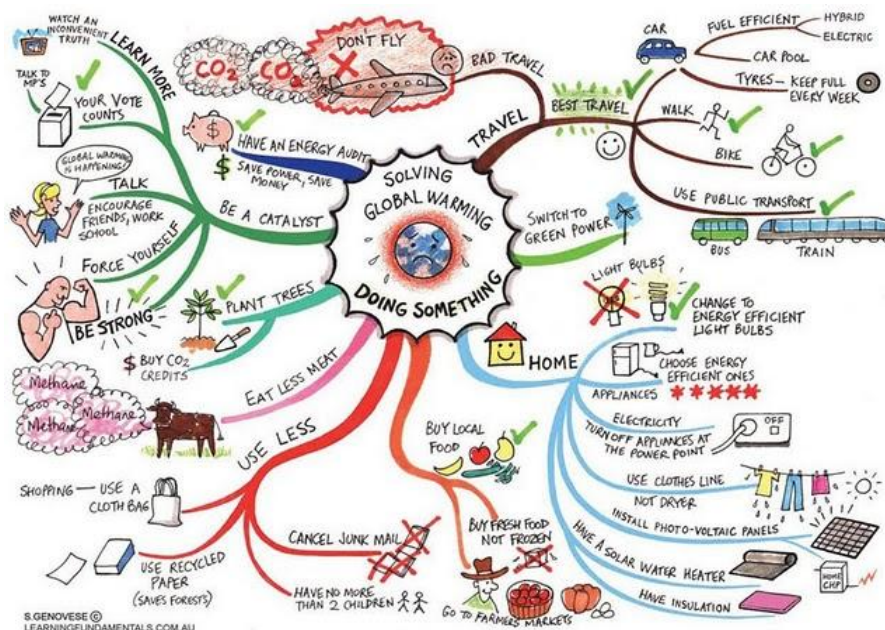 SOLVING
GLOBAL WARMING
DOING SOMETHING
TRAVEL
BAD TRAVEL
DON'T FLY
CO2
CO2
BEST TRAVEL
CAR
FUEL EFFICIENT
HYBRID
ELECTRIC
CAR POOL
TYRES — KEEP FULL
EVERY WEEK
WALK
BIKE
USE PUBLIC TRANSPORT
BUS
TRAIN
SWITCH TO
GREEN POWER
HOME
LIGHT BULBS
CHANGE TO
ENERGY EFFICIENT
LIGHT BULBS
APPLIANCES
CHOOSE ENERGY
EFFICIENT ONES
ELECTRICITY
TURN OFF APPLIANCES AT
THE POWER POINT
OFF
USE CLOTHES LINE
NOT DRYER
INSTALL PHOTO-VOLTAIC PANELS
HOME
CHP
HAVE A SOLAR WATER HEATER
HAVE INSULATION
BUY LOCAL
FOOD
BUY FRESH FOOD
NOT FROZEN
GO TO FARMERS MARKETS
USE LESS
CANCEL JUNK MAIL
HAVE NO MORE
THAN 2 CHILDREN
USE RECYCLED
PAPER
(SAVES FORESTS)
SHOPPING — USE A
CLOTH BAG
EAT LESS MEAT
Methane
Methane
Methane
PLANT TREES
$ BUY CO2
CREDITS
BE A CATALYST
FORCE YOURSELF
BE STRONG
TALK
ENCOURAGE
FRIENDS, WORK
SCHOOL
GLOBAL WARMING
IS HAPPENING!
YOUR VOTE
COUNTS
TALK TO
MP'S
LEARN MORE
WATCH AN
INCONVENIENT
TRUTH
HAVE AN ENERGY AUDIT
$ SAVE POWER, SAVE
MONEY
S.GENOVESE ©
LEARNINGFUNDAMENTALS.COM.AU